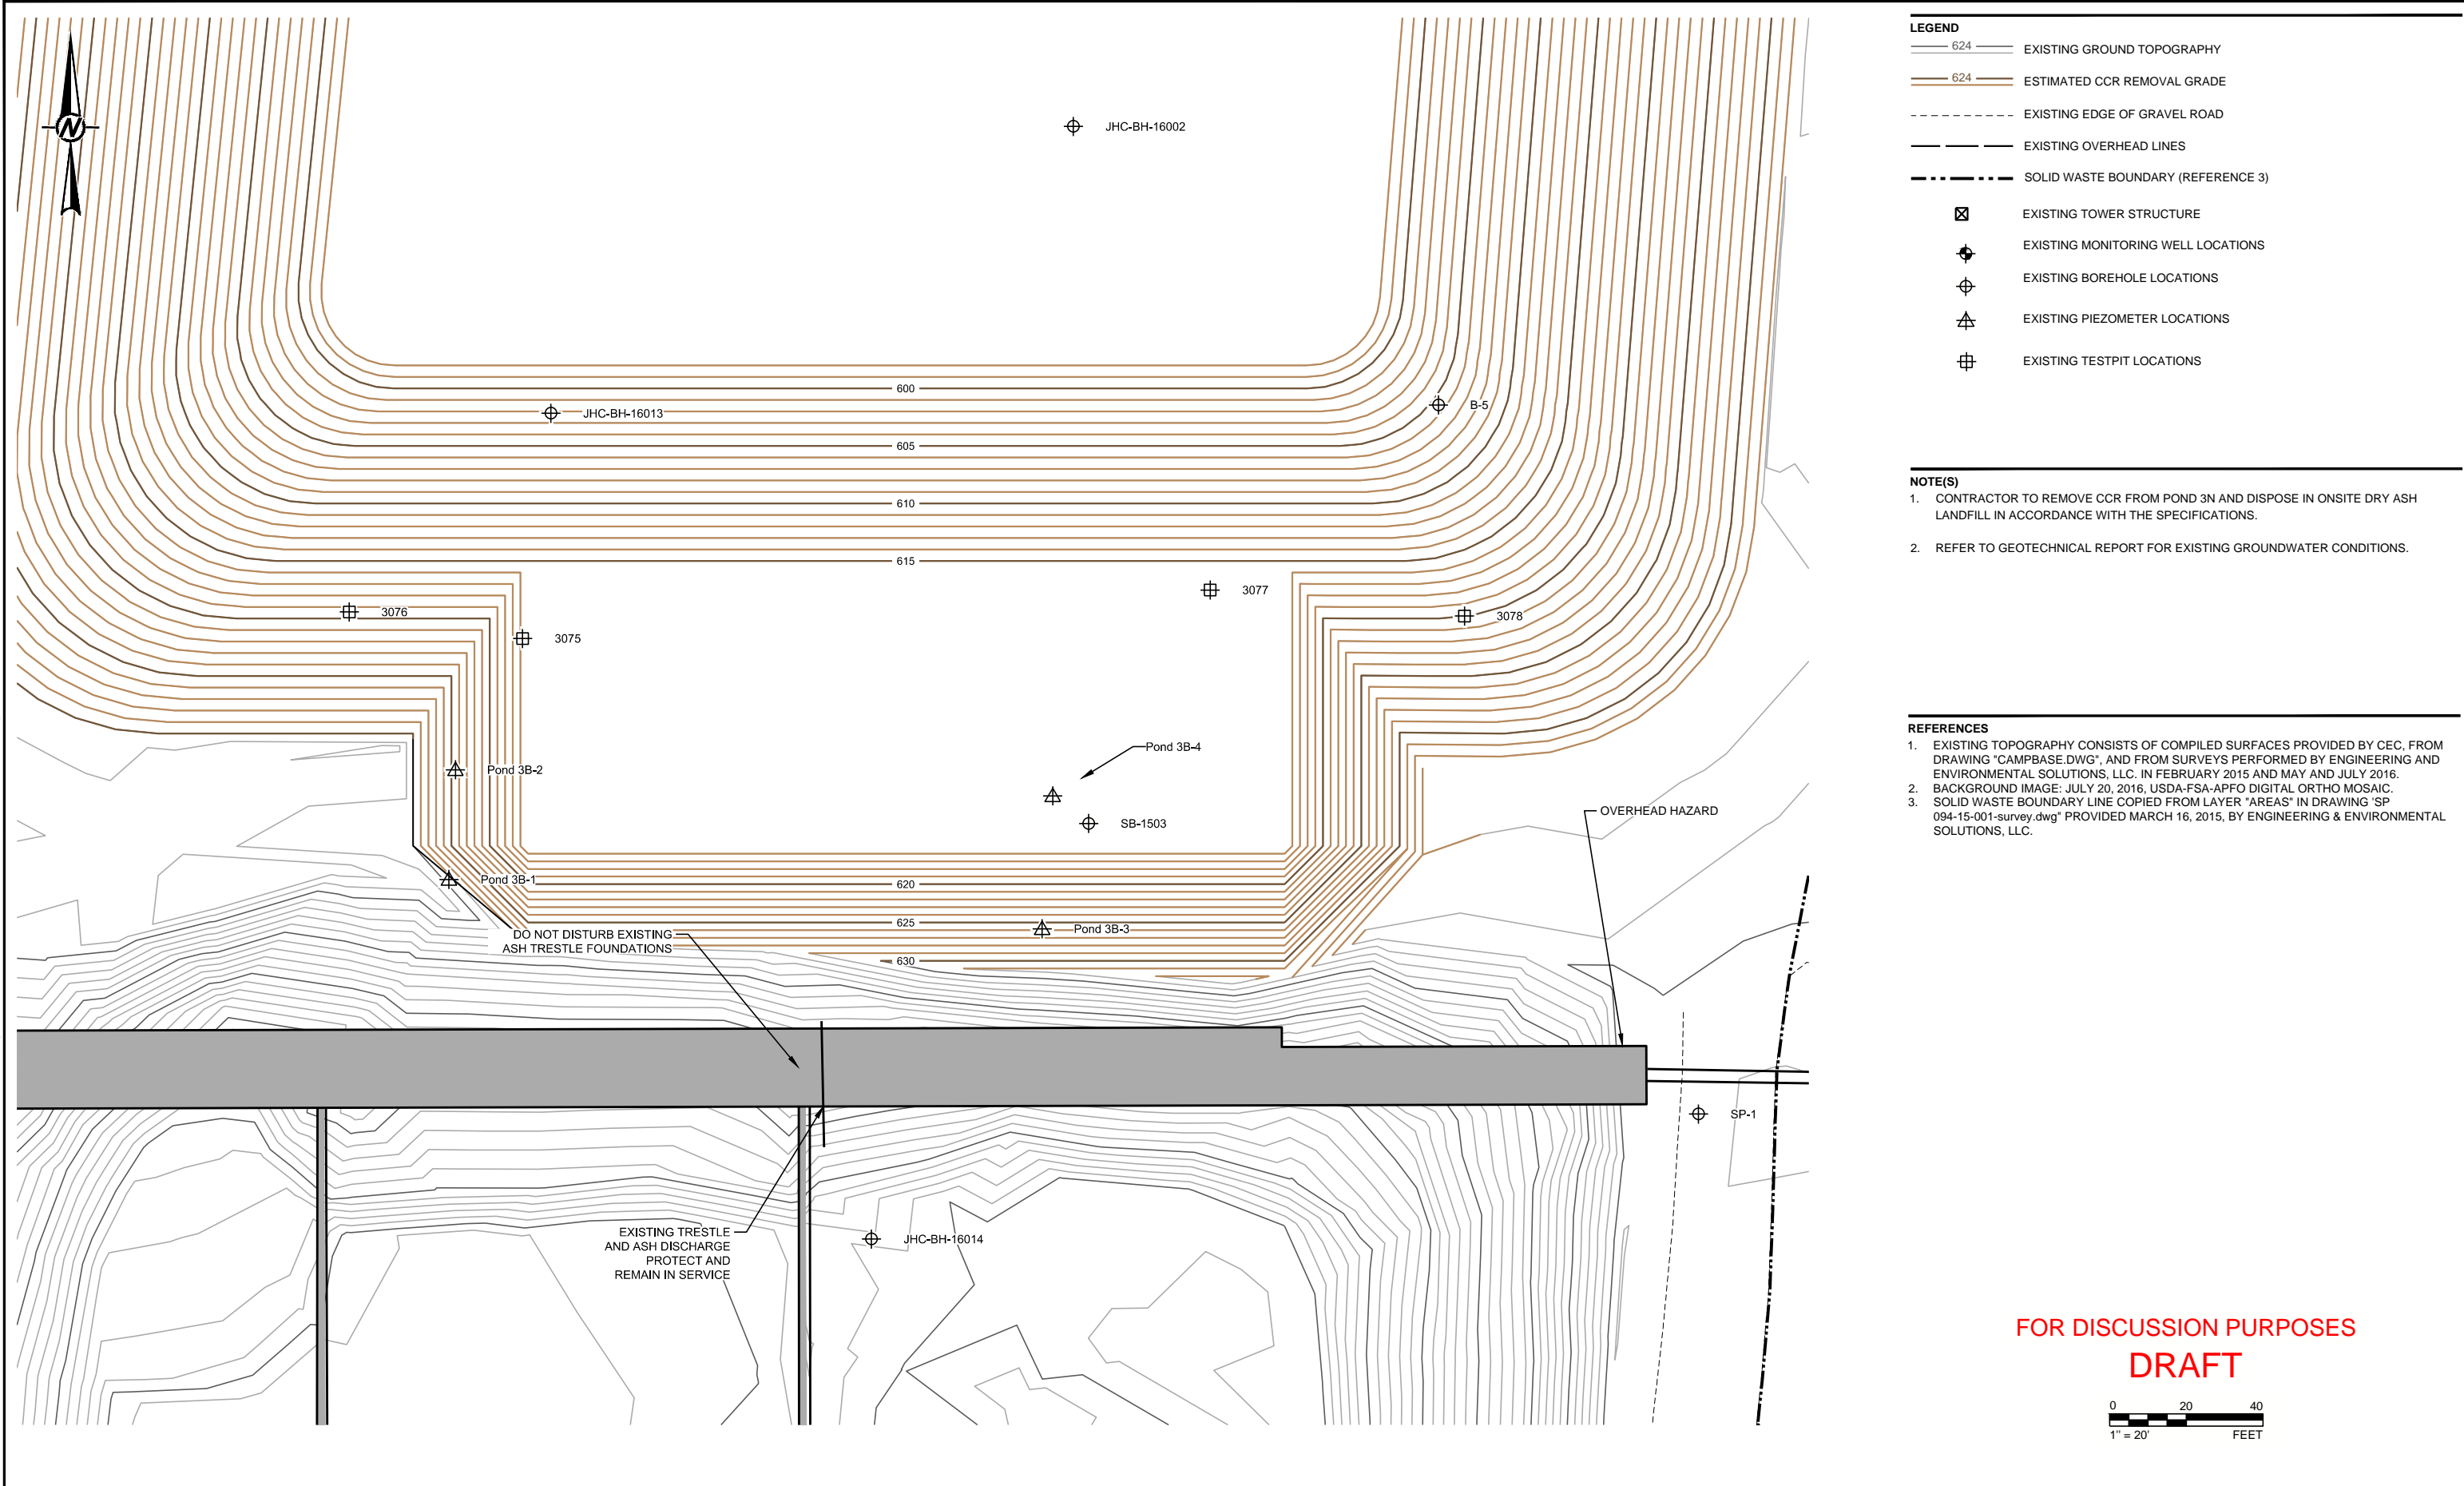 N
JHC-BH-16002
600
JHC-BH-16013
B-5
605
610
615
3077
3076
3078
3075
Pond 3B-4
Pond 3B-2
SB-1503
OVERHEAD HAZARD
Pond 3B-1
620
625
Pond 3B-3
DO NOT DISTURB EXISTING
ASH TRESTLE FOUNDATIONS
630
SP-1
EXISTING TRESTLE
AND ASH DISCHARGE
PROTECT AND
REMAIN IN SERVICE
JHC-BH-16014
LEGEND
624 EXISTING GROUND TOPOGRAPHY
624 ESTIMATED CCR REMOVAL GRADE
EXISTING EDGE OF GRAVEL ROAD
EXISTING OVERHEAD LINES
SOLID WASTE BOUNDARY (REFERENCE 3)
EXISTING TOWER STRUCTURE
EXISTING MONITORING WELL LOCATIONS
EXISTING BOREHOLE LOCATIONS
EXISTING PIEZOMETER LOCATIONS
EXISTING TESTPIT LOCATIONS
NOTE(S)
1. CONTRACTOR TO REMOVE CCR FROM POND 3N AND DISPOSE IN ONSITE DRY ASH
LANDFILL IN ACCORDANCE WITH THE SPECIFICATIONS.
2. REFER TO GEOTECHNICAL REPORT FOR EXISTING GROUNDWATER CONDITIONS.
REFERENCES
1. EXISTING TOPOGRAPHY CONSISTS OF COMPILED SURFACES PROVIDED BY CEC, FROM
DRAWING "CAMPBASE.DWG", AND FROM SURVEYS PERFORMED BY ENGINEERING AND
ENVIRONMENTAL SOLUTIONS, LLC. IN FEBRUARY 2015 AND MAY AND JULY 2016.
2. BACKGROUND IMAGE: JULY 20, 2016, USDA-FSA-APFO DIGITAL ORTHO MOSAIC.
3. SOLID WASTE BOUNDARY LINE COPIED FROM LAYER "AREAS" IN DRAWING 'SP
094-15-001-survey.dwg" PROVIDED MARCH 16, 2015, BY ENGINEERING & ENVIRONMENTAL
SOLUTIONS, LLC.
FOR DISCUSSION PURPOSES
DRAFT
0 20 40
1" = 20' FEET